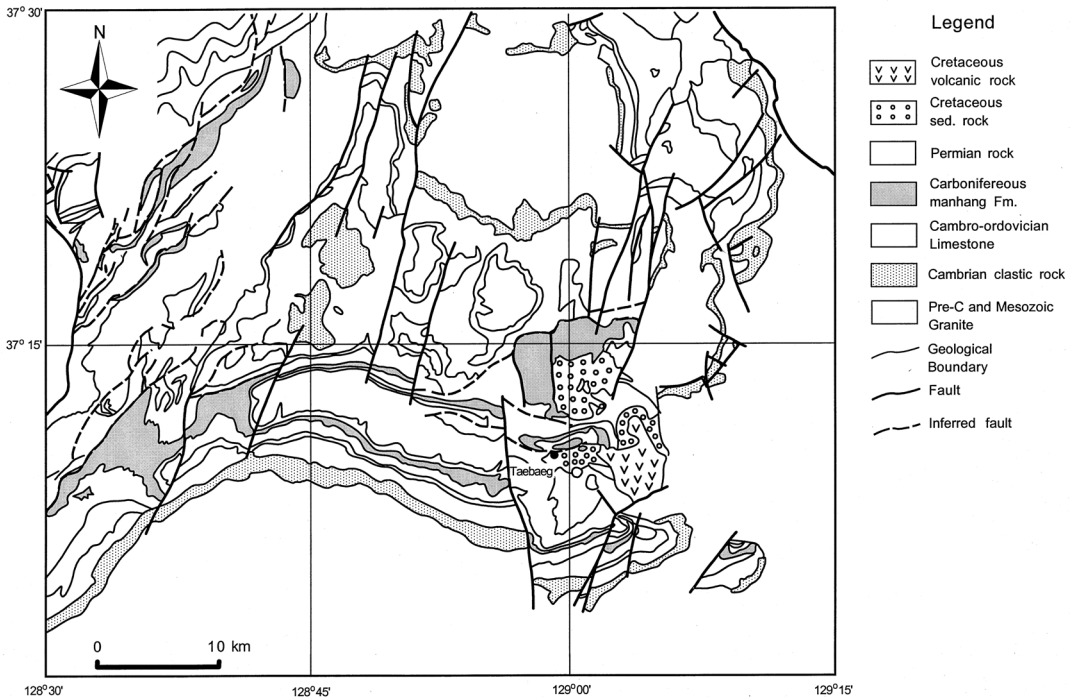 37° 30'
N
37° 15'
Taebaeg
0 10 km
128° 30'
128° 45'
129° 00'
129° 15'
Legend
Cretaceous
volcanic rock
Cretaceous
sed. rock
Permian rock
Carbonifereous
manhang Fm.
Cambro-ordovician
Limestone
Cambrian clastic rock
Pre-C and Mesozoic
Granite
Geological
Boundary
Fault
Inferred fault